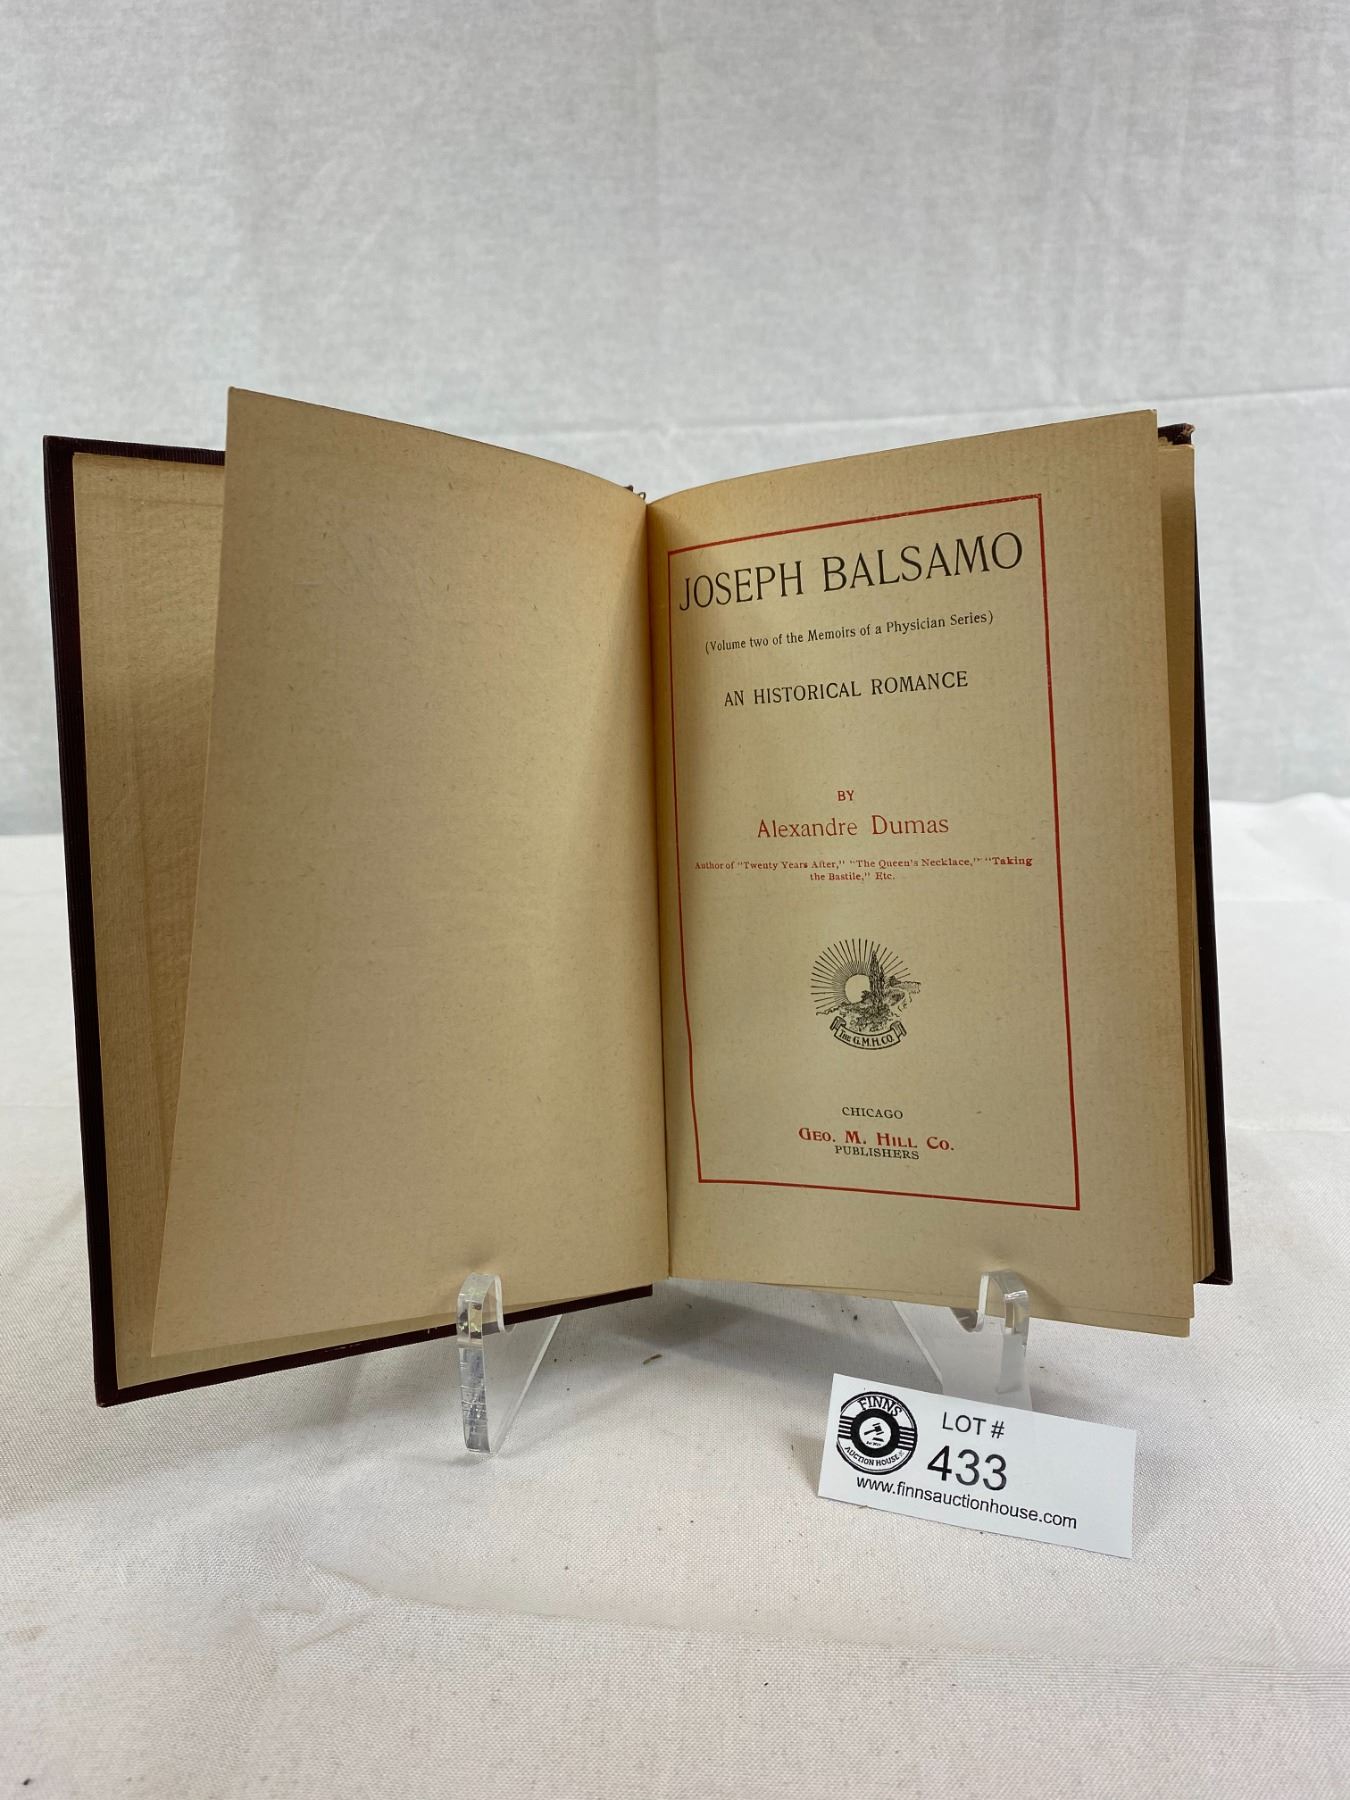 JOSEPH BALSAMO
(Volume two of the Memoirs of a Physician Series)
AN HISTORICAL ROMANCE
BY
Alexandre Dumas
Author of "Twenty Years After," "The Queen's Necklace," "Taking
the Bastile," Etc.
THE G.M.H.CO.
CHICAGO
GEO. M. HILL CO.
PUBLISHERS
FINNS
AUCTION HOUSE
LOT #
433
www.finnsauctionhouse.com